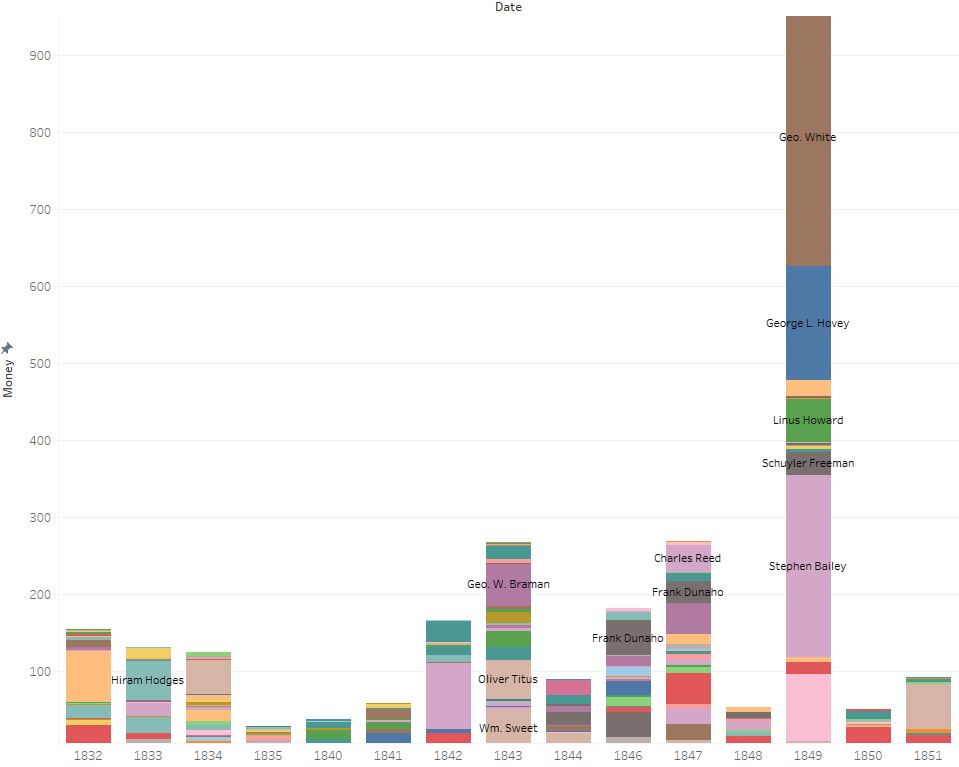 Date
900
800
700
600
500
400
300
200
100
Money
Geo. White
George L. Hovey
Linus Howard
Schuyler Freeman
Stephen Bailey
Charles Reed
Geo. W. Braman
Frank Dunaho
Frank Dunaho
Hiram Hodges
Oliver Titus
Wm. Sweet
1832 1833 1834 1835 1840 1841 1842 1843 1844 1846 1847 1848 1849 1850 1851